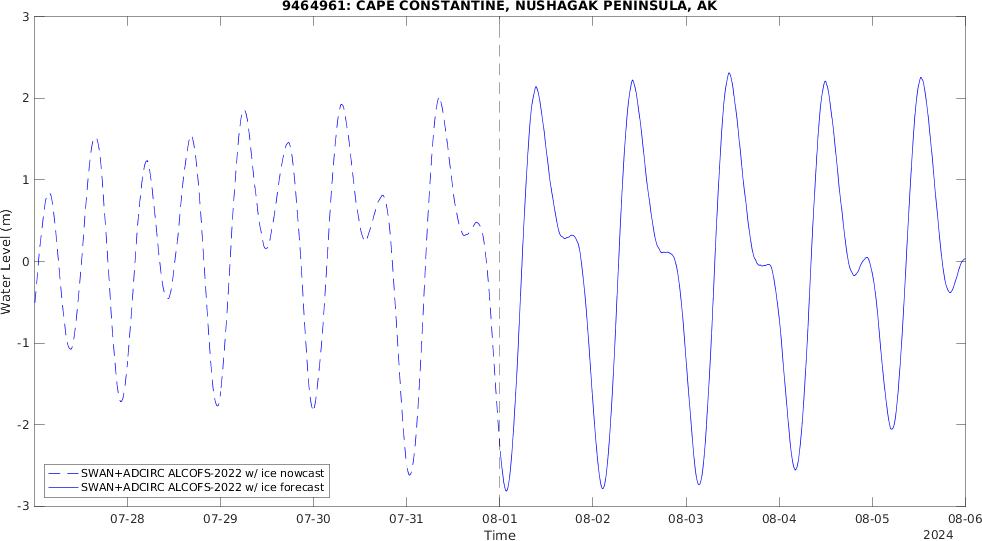 9464961: CAPE CONSTANTINE, NUSHAGAK PENINSULA, AK
3
2
1
0
-1
-2
-3
Water Level (m)
SWAN+ADCIRC ALCOFS-2022 w/ ice nowcast
SWAN+ADCIRC ALCOFS-2022 w/ ice forecast
07-28 07-29 07-30 07-31 08-01 08-02 08-03 08-04 08-05 08-06
Time
2024